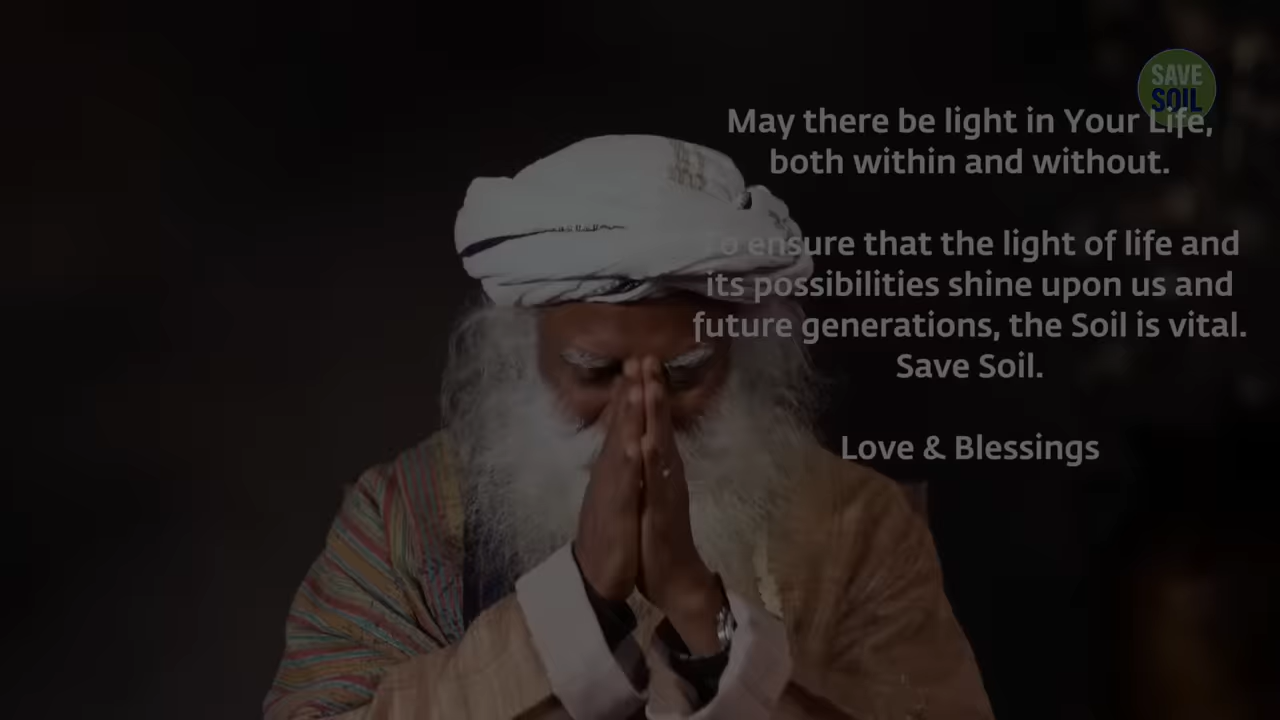 SAVE
SOIL
May there be light in Your Life,
both within and without.
To ensure that the light of life and
its possibilities shine upon us and
future generations, the Soil is vital.
Save Soil.
Love & Blessings